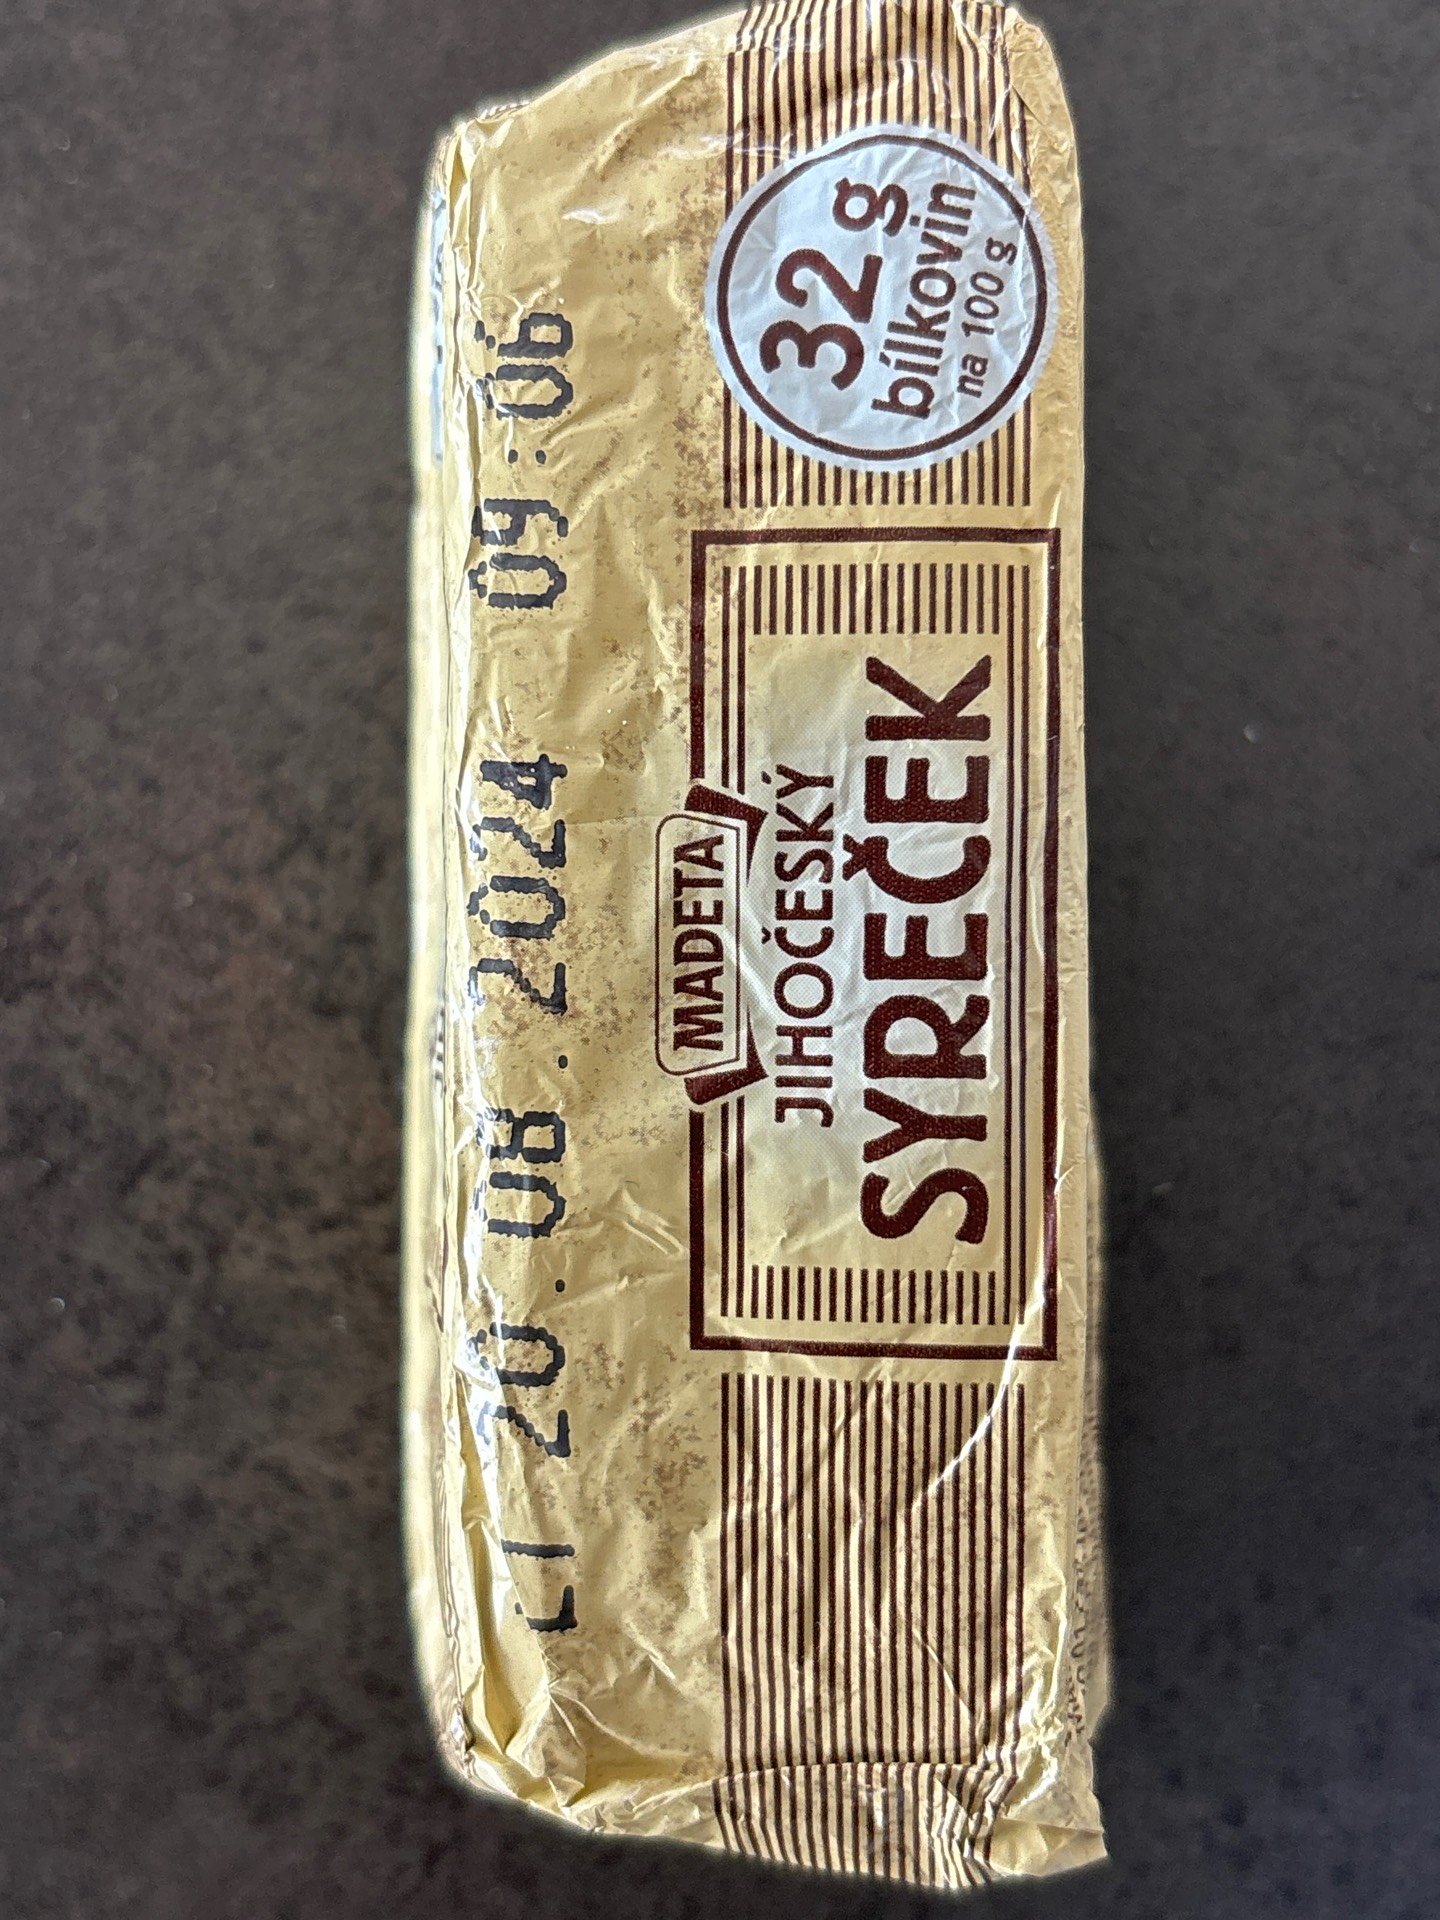 20.08.2024 09:06
MADETA
JIHOČESKÝ
SYREČEK
32 g
bílkovin
na 100 g